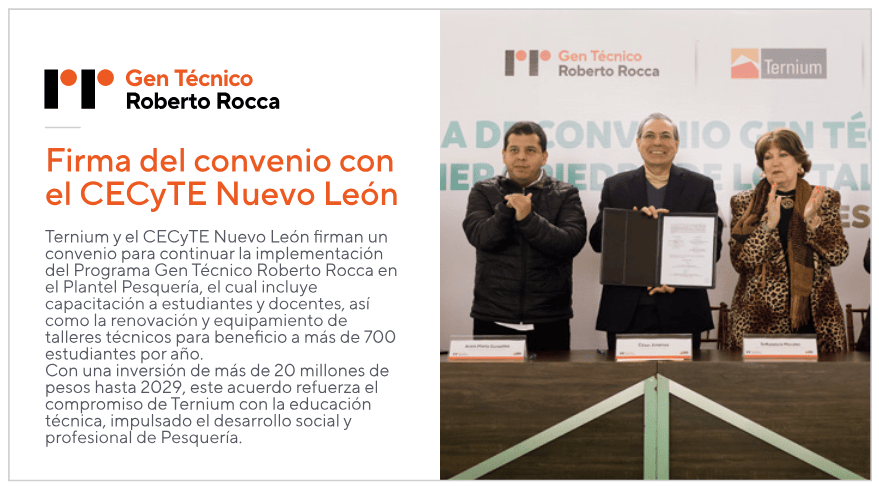 Gen Técnico
Roberto Rocca
Firma del convenio con
el CECyTE Nuevo León
Ternium y el CECyTE Nuevo León firman un
convenio para continuar la implementación
del Programa Gen Técnico Roberto Rocca en
el Plantel Pesquería, el cual incluye
capacitación a estudiantes y docentes, así
como la renovación y equipamiento de
talleres técnicos para beneficio a más de 700
estudiantes por año.
Con una inversión de más de 20 millones de
pesos hasta 2029, este acuerdo refuerza el
compromiso de Ternium con la educación
técnica, impulsado el desarrollo social y
profesional de Pesquería.
Gen Técnico
Roberto Rocca
Ternium
A DE CONVENIO GEN TÉC
César Jiménez